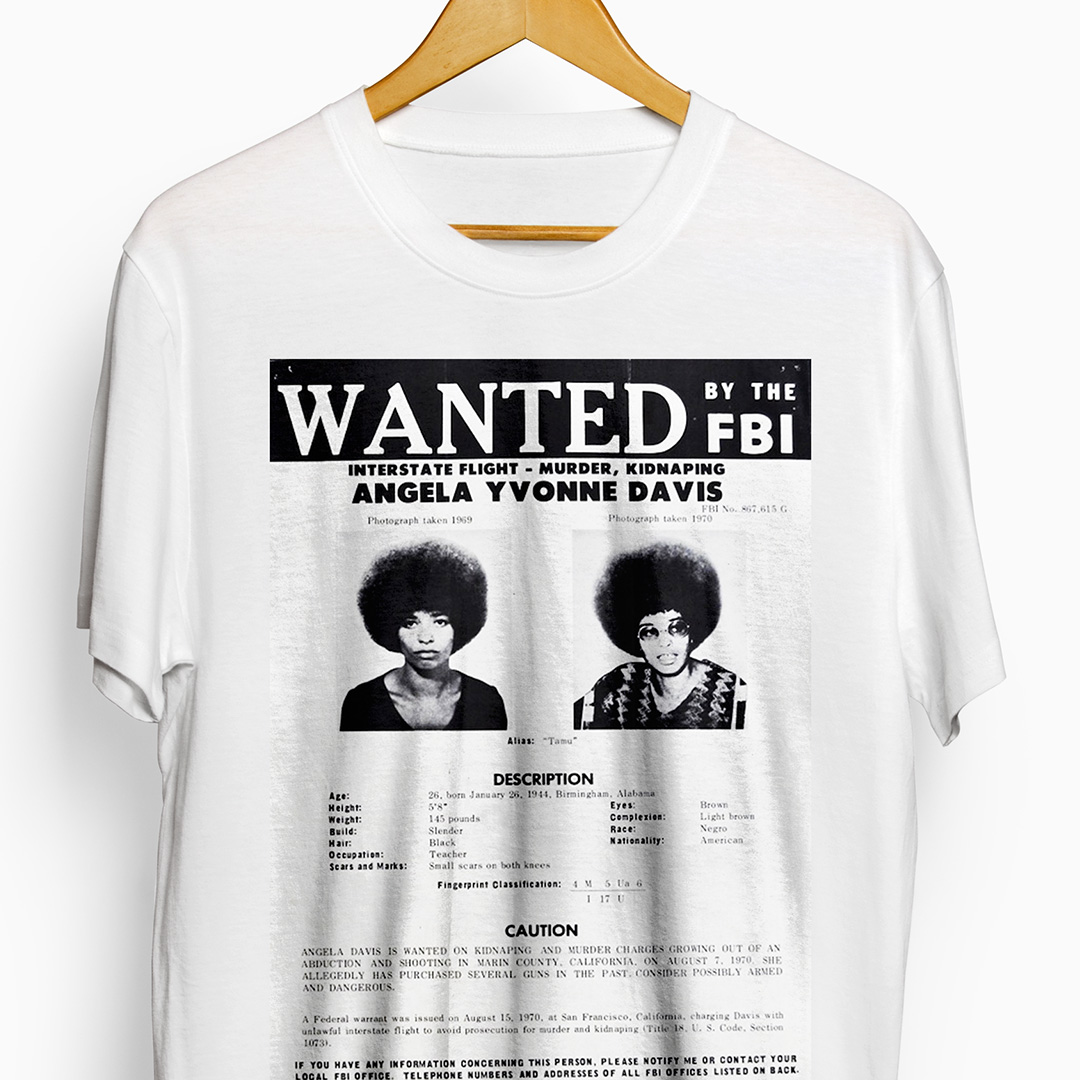 WANTED BY THE FBI
INTERSTATE FLIGHT - MURDER, KIDNAPING
ANGELA YVONNE DAVIS
FBI No. 867,615 G
Photograph taken 1969 Photograph taken 1970
Alias: "Tamu"
DESCRIPTION
Age: 26, born January 26, 1944, Birmingham, Alabama
Height: 5'8" Eyes: Brown
Weight: 145 pounds Complexion: Light brown
Build: Slender Race: Negro
Hair: Black Nationality: American
Occupation: Teacher
Scars and Marks: Small scars on both knees
Fingerprint Classification: 4 M 5 Ua 6
I 17 U
CAUTION
ANGELA DAVIS IS WANTED ON KIDNAPING AND MURDER CHARGES GROWING OUT OF AN
ABDUCTION AND SHOOTING IN MARIN COUNTY, CALIFORNIA, ON AUGUST 7, 1970. SHE
ALLEGEDLY HAS PURCHASED SEVERAL GUNS IN THE PAST. CONSIDER POSSIBLY ARMED
AND DANGEROUS.
A Federal warrant was issued on August 15, 1970, at San Francisco, California, charging Davis with
unlawful interstate flight to avoid prosecution for murder and kidnaping (Title 18, U. S. Code, Section
1073).
IF YOU HAVE ANY INFORMATION CONCERNING THIS PERSON, PLEASE NOTIFY ME OR CONTACT YOUR
LOCAL FBI OFFICE. TELEPHONE NUMBERS AND ADDRESSES OF ALL FBI OFFICES LISTED ON BACK.